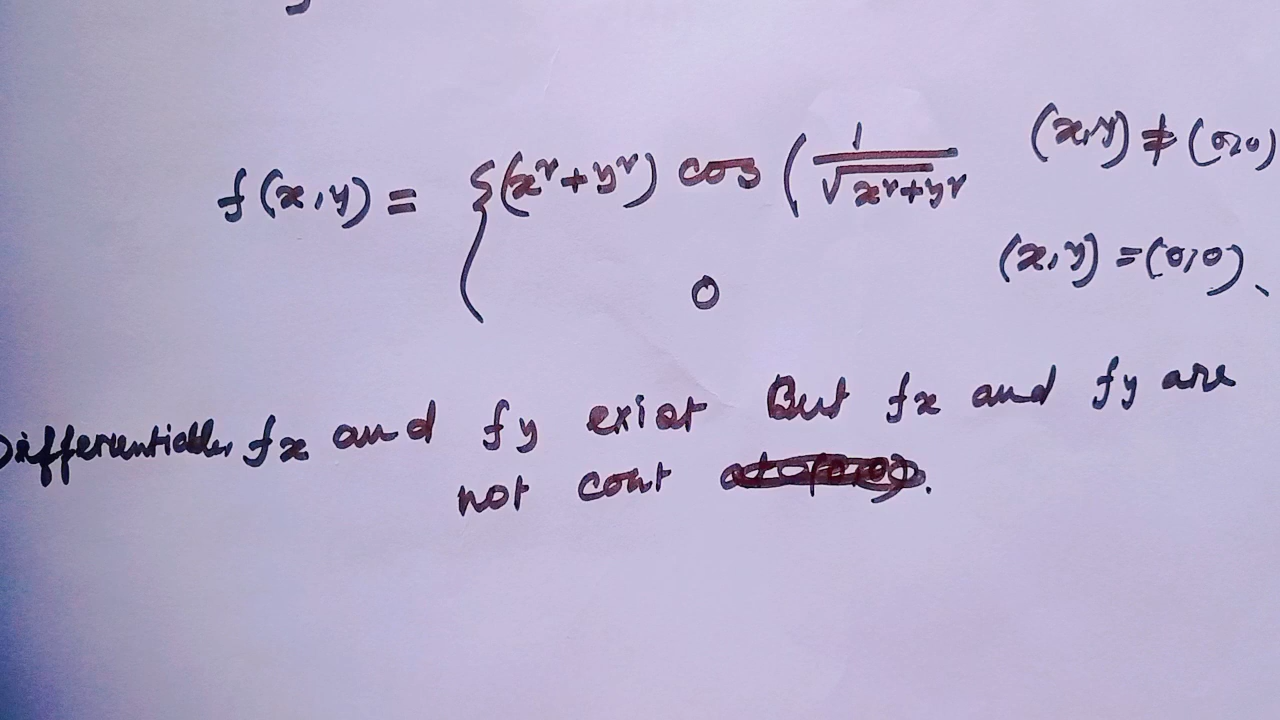 f(x,y) = { (x² + y²) cos ( 1/√x²+y² (x,y) ≠ (0,0)
0 (x,y) = (0,0)
Differentiable, fx and fy exist But fx and fy are
not cont